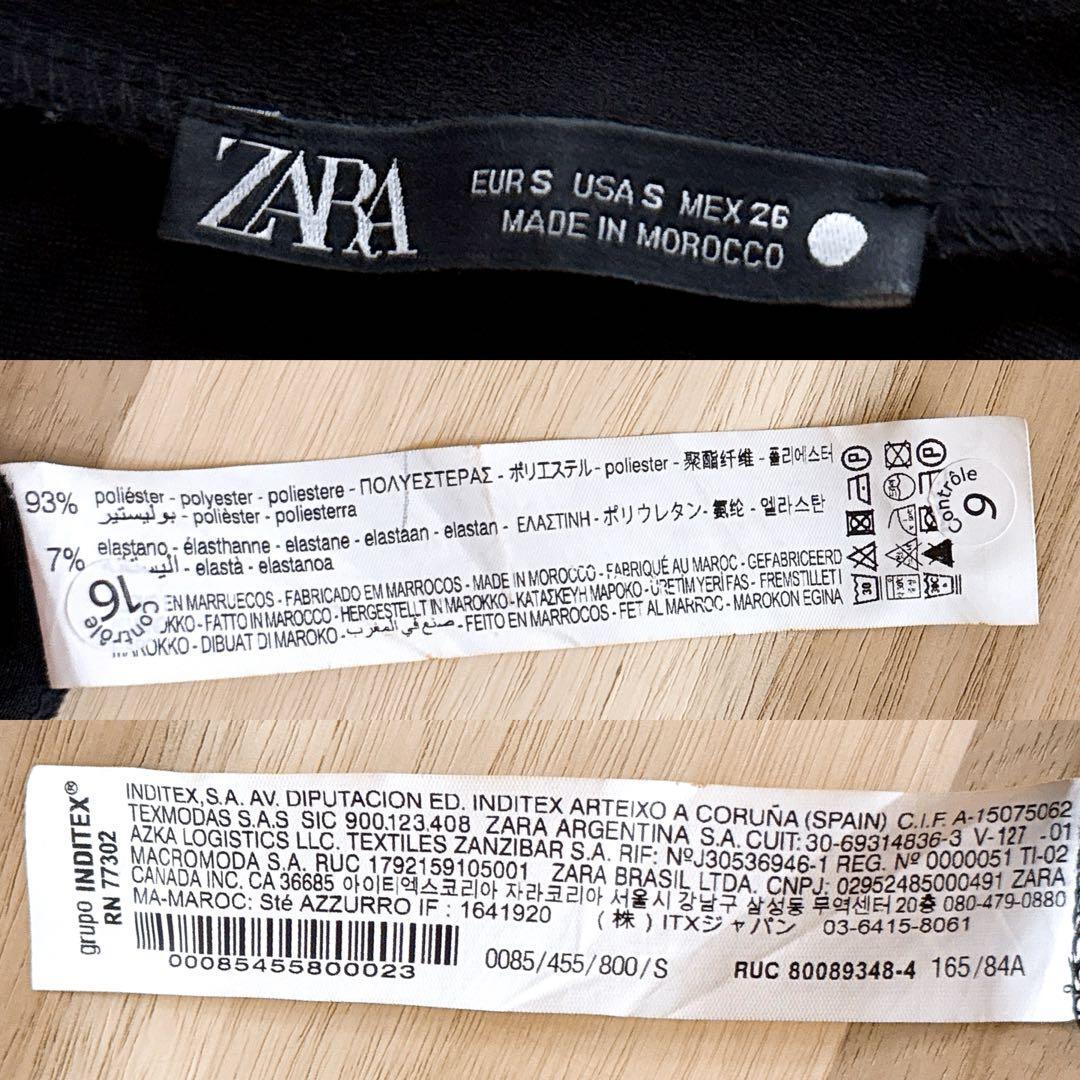 ZARA
EUR S USA S MEX 26
MADE IN MOROCCO
93% poliéster - polyester - poliestere - ΠΟΛΥΕΣΤΕΡΑΣ - ポリエステル - poliester - 聚酯纤维 - 폴리에스터
بوليستير - polièster - poliesterra
7% elastano - élasthanne - elastane - elastaan - elastan - ΕΛΑΣΤΙΝΗ - ポリウレタン - 氨纶 - 엘라스탄
- elastà - elastanoa
EN MARRUECOS - FABRICADO EM MARROCOS - MADE IN MOROCCO - FABRIQUÉ AU MAROC - GEFABRICEERD
- FATTO IN MAROCCO - HERGESTELLT IN MAROKKO - ΚΑΤΑΣΚΕΥΗ ΜΑΡΟΚΟ - ÜRETİM YERİ FAS - FREMSTILLET I
MAROKKO - DIBUAT DI MAROKO - صنع في المغرب - FEITO EN MARROCOS - FET AL MARROC - MAROKON EGINA
Contrôle 16
Contrôle 9
P
P
30
grupo INDITEX®
RN 77302
INDITEX,S.A. AV. DIPUTACION ED. INDITEX ARTEIXO A CORUÑA (SPAIN) C.I.F. A-15075062
TEXMODAS S.A.S SIC 900.123.408 ZARA ARGENTINA S.A. CUIT: 30-69314836-3 V-127 -01
AZKA LOGISTICS LLC. TEXTILES ZANZIBAR S.A. RIF: NºJ30536946-1 REG. Nº 0000051 TI-02
MACROMODA S.A. RUC 1792159105001 ZARA BRASIL LTDA. CNPJ: 02952485000491 ZARA
CANADA INC. CA 36685 아이티엑스코리아 자라코리아 서울시 강남구 삼성동 무역센터 20층 080-479-0880
MA-MAROC: Sté AZZURRO IF : 1641920 (株) ITXジャパン 03-6415-8061
00085455800023 0085/455/800/S RUC 80089348-4 165/84A